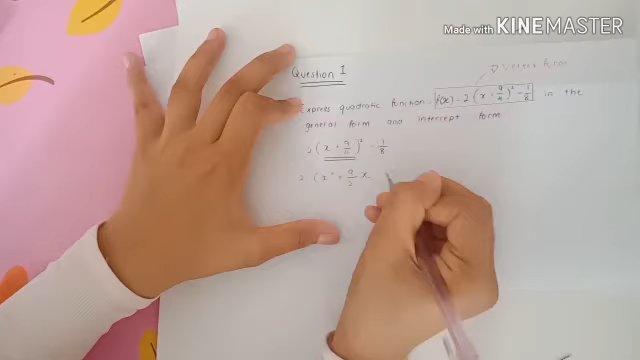 Made with KINEMASTER
Vertex form
Question 1
Express quadratic function f(x) = 2 (x + 9/4)² - 1/8 in the
general form and intercept form
2 (x + 9/4)² - 1/8
2 (x² + 9/2 x